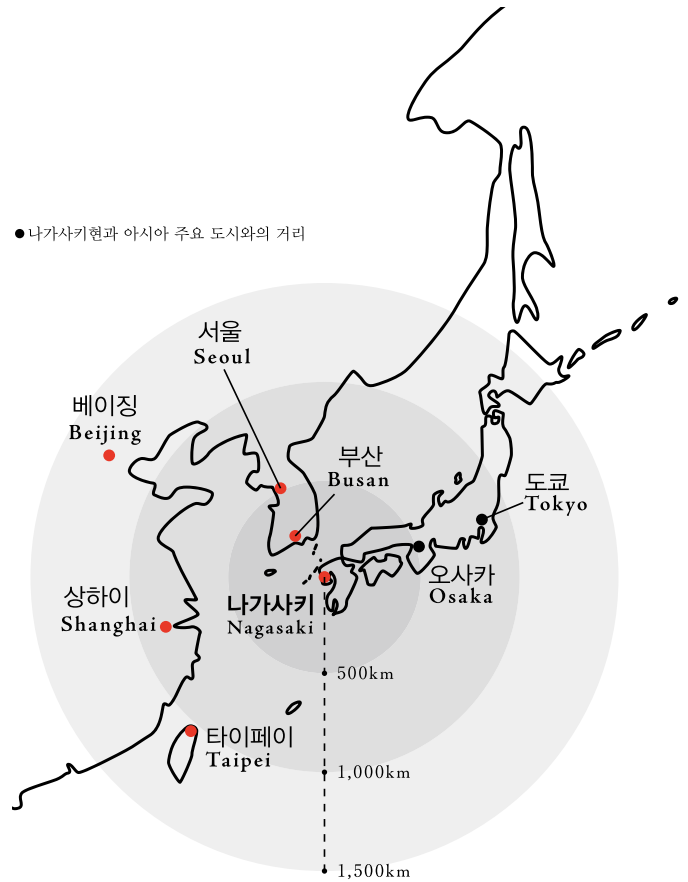 ●나가사키현과 아시아 주요 도시와의 거리
서울
Seoul
베이징
Beijing
부산
Busan
도쿄
Tokyo
오사카
Osaka
상하이
Shanghai
나가사키
Nagasaki
500km
타이페이
Taipei
1,000km
1,500km